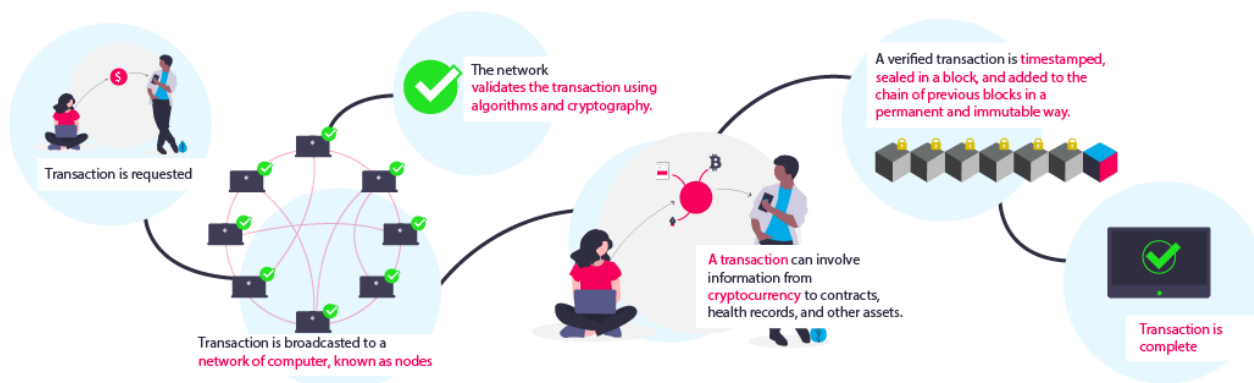 Transaction is requested
Transaction is broadcasted to a
network of computer, known as nodes
The network
validates the transaction using
algorithms and cryptography.
A transaction can involve
information from
cryptocurrency to contracts,
health records, and other assets.
A verified transaction is timestamped,
sealed in a block, and added to the
chain of previous blocks in a
permanent and immutable way.
Transaction is
complete